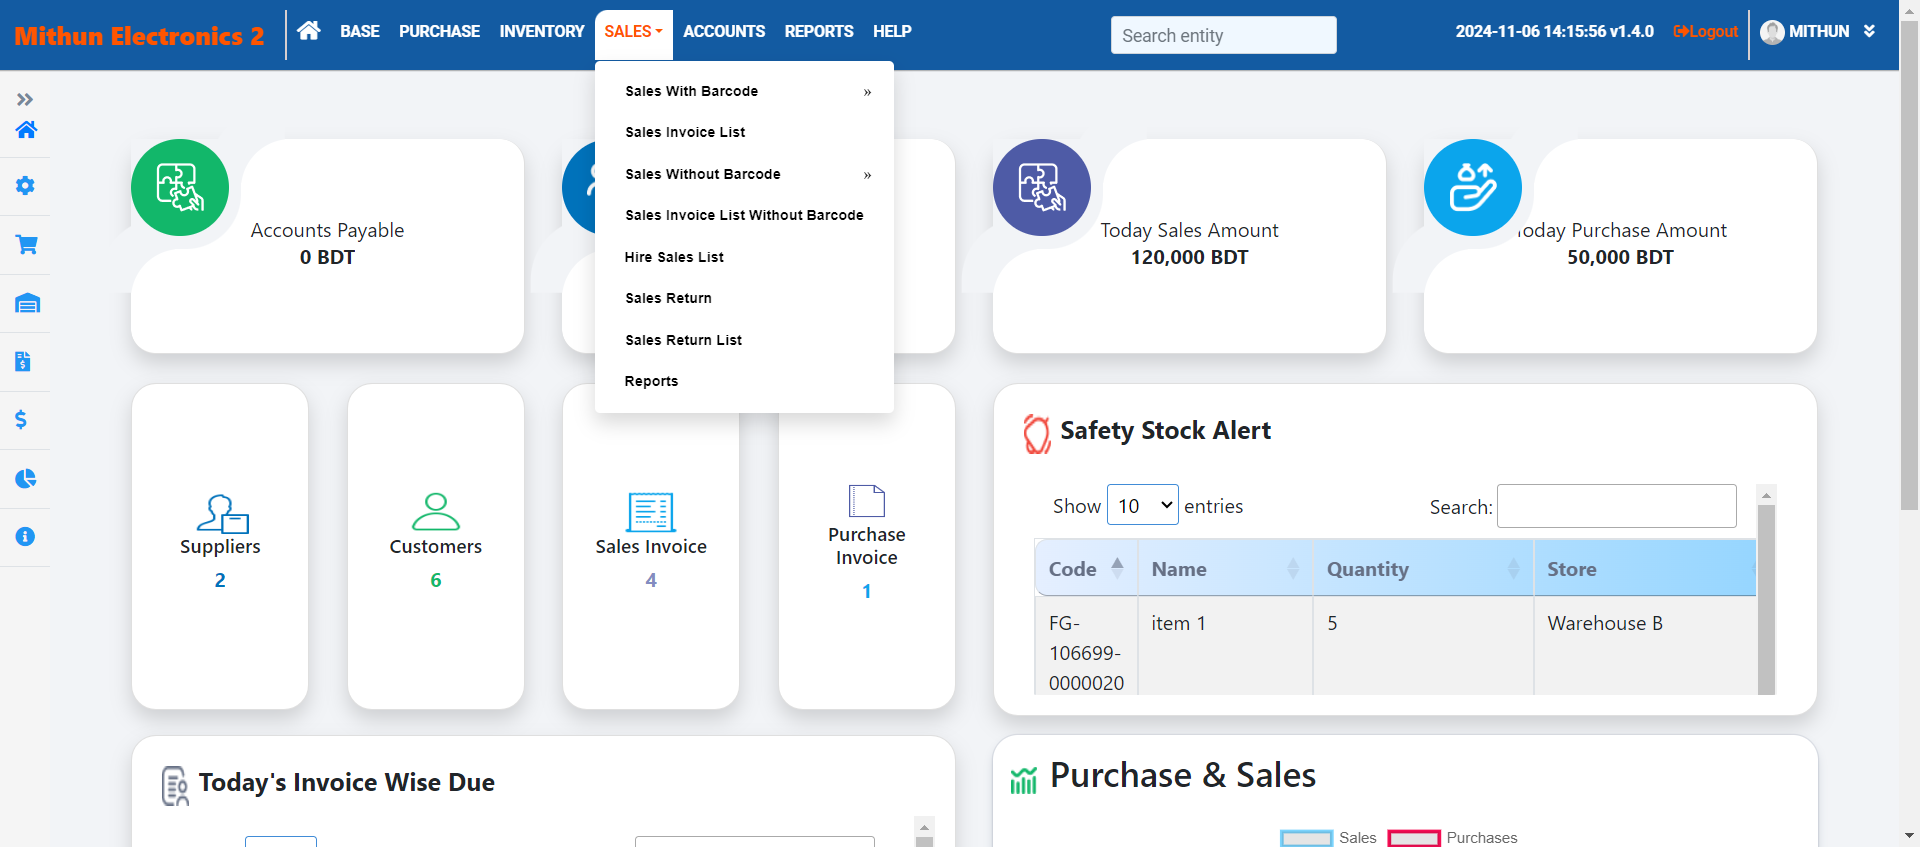 Mithun Electronics 2
BASE PURCHASE INVENTORY SALES ACCOUNTS REPORTS HELP
Search entity
2024-11-06 14:15:56 v1.4.0
Logout
MITHUN
Sales With Barcode »
Sales Invoice List
Sales Without Barcode »
Sales Invoice List Without Barcode
Hire Sales List
Sales Return
Sales Return List
Reports
Accounts Payable
0 BDT
Today Sales Amount
120,000 BDT
Today Purchase Amount
50,000 BDT
Suppliers
2
Customers
6
Sales Invoice
4
Purchase
Invoice
1
Safety Stock Alert
Show 10 entries
Search:
Code Name Quantity Store
FG-
106699-
0000020
item 1
5
Warehouse B
Today's Invoice Wise Due
Purchase & Sales
Sales Purchases